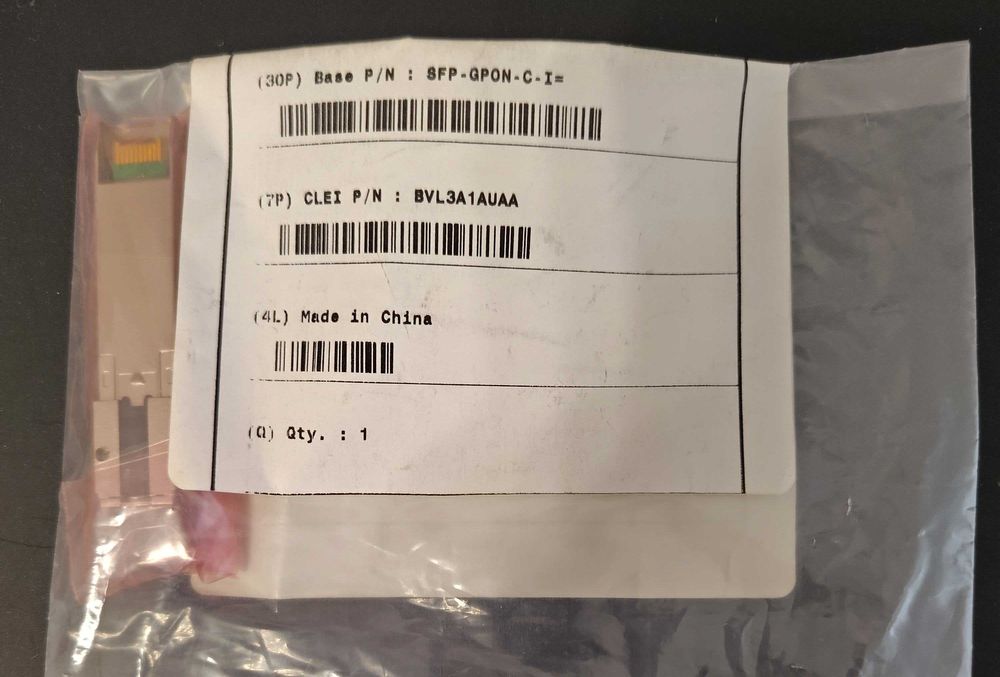 (30P) Base P/N : SFP-GPON-C-I=
(7P) CLEI P/N : BVL3A1AUAA
(4L) Made in China
(Q) Qty. : 1